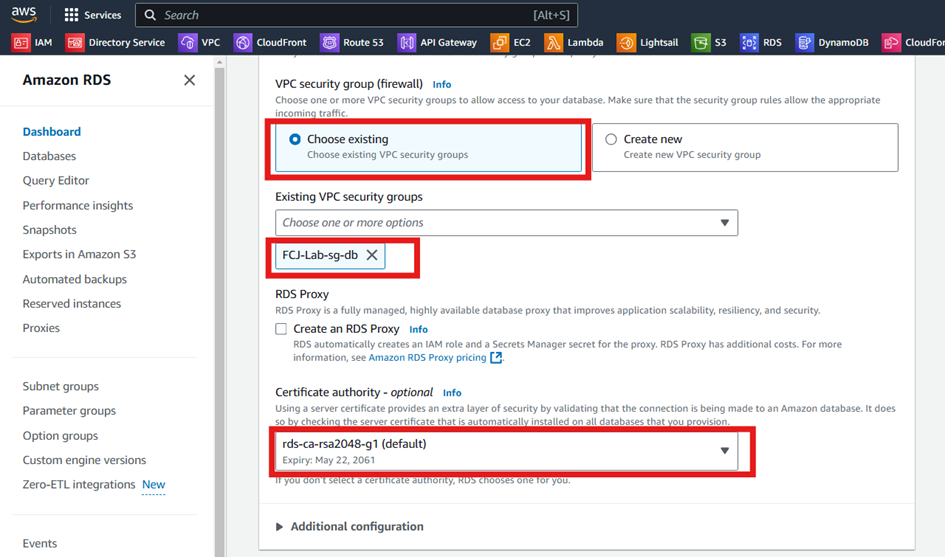 aws
Services
Search
[Alt+S]
IAM
Directory Service
VPC
CloudFront
Route 53
API Gateway
EC2
Lambda
Lightsail
S3
RDS
DynamoDB
CloudFor
Amazon RDS
Dashboard
Databases
Query Editor
Performance insights
Snapshots
Exports in Amazon S3
Automated backups
Reserved instances
Proxies
Subnet groups
Parameter groups
Option groups
Custom engine versions
Zero-ETL integrations New
Events
VPC security group (firewall) Info
Choose one or more VPC security groups to allow access to your database. Make sure that the security group rules allow the appropriate
incoming traffic.
Choose existing
Choose existing VPC security groups
Create new
Create new VPC security group
Existing VPC security groups
Choose one or more options
FCJ-Lab-sg-db
RDS Proxy
RDS Proxy is a fully managed, highly available database proxy that improves application scalability, resiliency, and security.
Create an RDS Proxy Info
RDS automatically creates an IAM role and a Secrets Manager secret for the proxy. RDS Proxy has additional costs. For more
information, see Amazon RDS Proxy pricing.
Certificate authority - optional Info
Using a server certificate provides an extra layer of security by validating that the connection is being made to an Amazon database. It does
so by checking the server certificate that is automatically installed on all databases that you provision.
rds-ca-rsa2048-g1 (default)
Expiry: May 22, 2061
If you don't select a certificate authority, RDS chooses one for you.
Additional configuration